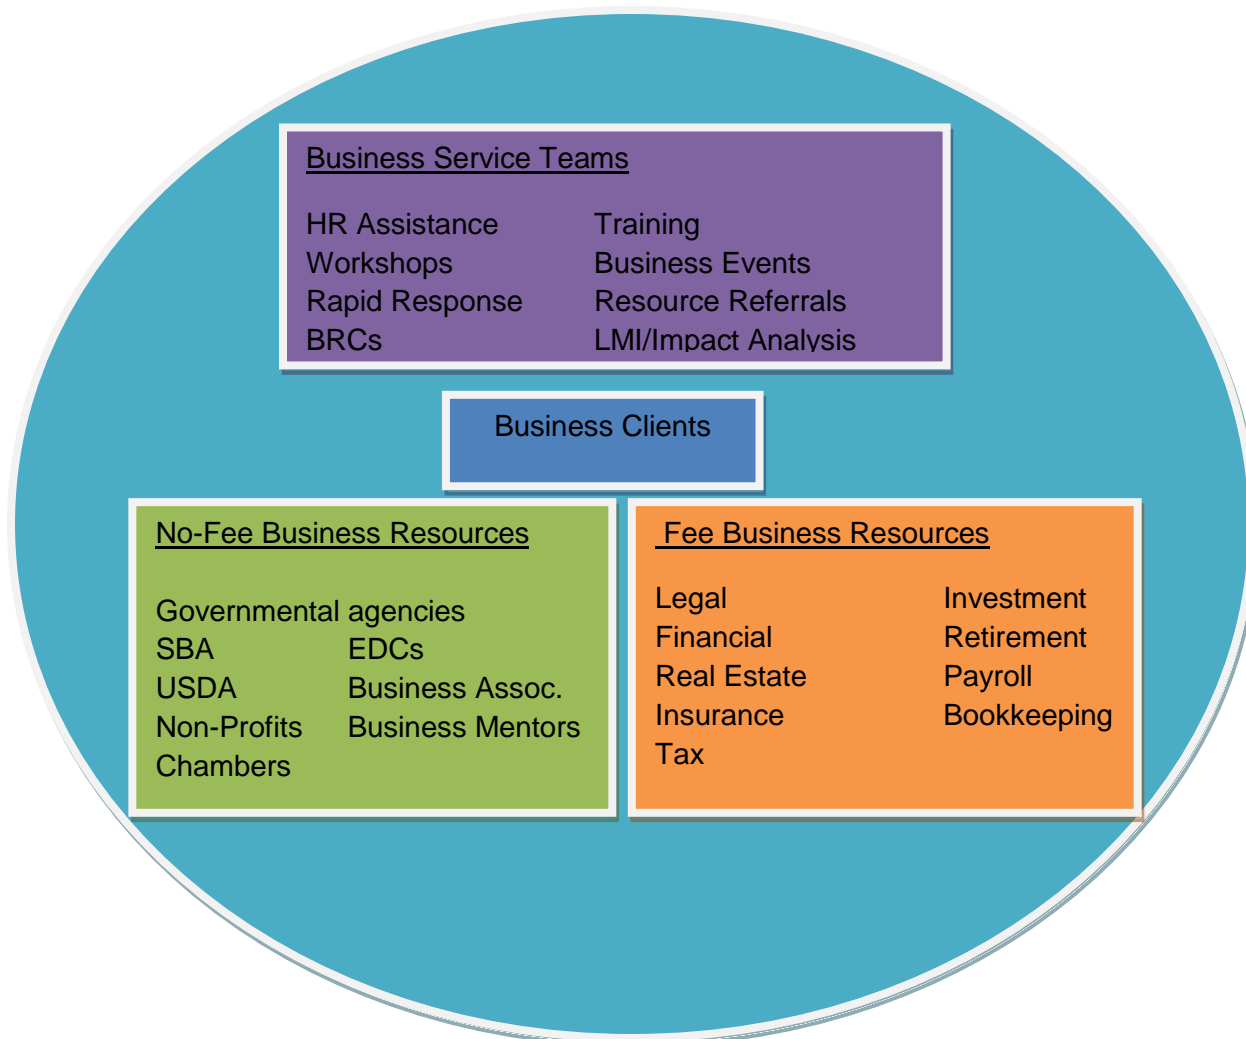 Business Service Teams
HR Assistance Training
Workshops Business Events
Rapid Response Resource Referrals
BRCs LMI/Impact Analysis
Business Clients
No-Fee Business Resources
Governmental agencies
SBA EDCs
USDA Business Assoc.
Non-Profits Business Mentors
Chambers
Fee Business Resources
Legal Investment
Financial Retirement
Real Estate Payroll
Insurance Bookkeeping
Tax